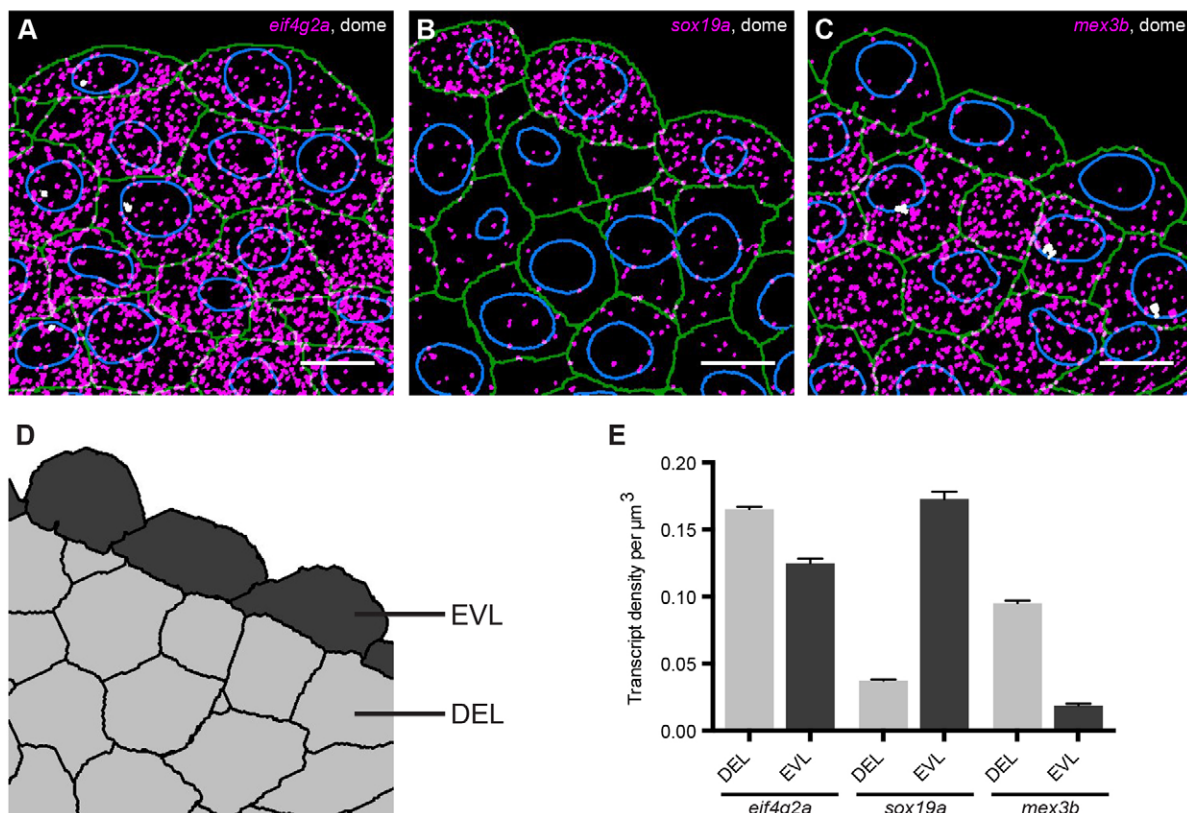 A
eif4g2a, dome
B
sox19a, dome
C
mex3b, dome
D
EVL
DEL
E
Transcript density per µm3
0.20
0.15
0.10
0.05
0.00
DEL
EVL
DEL
EVL
DEL
EVL
eif4g2a
sox19a
mex3b